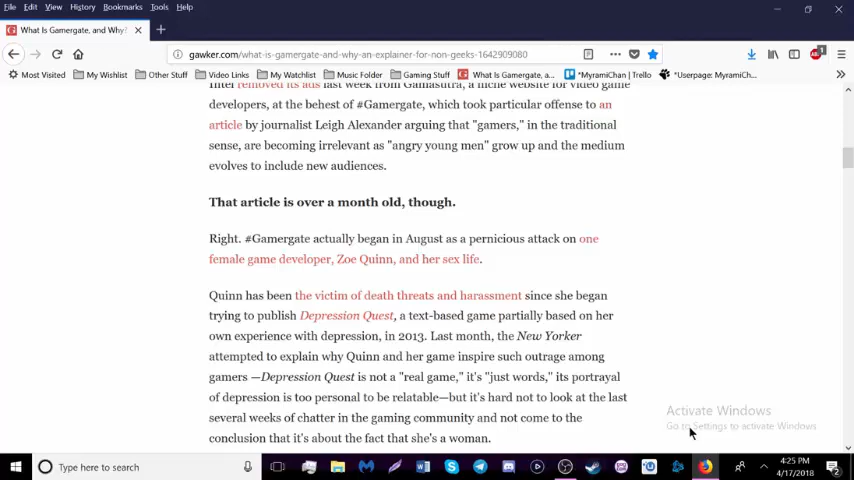 File Edit View History Bookmarks Tools Help
What Is Gamergate, and Why?
gawker.com/what-is-gamergate-and-why-an-explainer-for-non-geeks-1642909080
Most Visited My Wishlist Other Stuff Video Links My Watchlist Music Folder Gaming Stuff What Is Gamergate, a... *MyramiChan | Trello *Userpage: MyramiCh...
Intel removed its ads last week from Gamasutra, a niche website for video game
developers, at the behest of #Gamergate, which took particular offense to an
article by journalist Leigh Alexander arguing that "gamers," in the traditional
sense, are becoming irrelevant as "angry young men" grow up and the medium
evolves to include new audiences.
That article is over a month old, though.
Right. #Gamergate actually began in August as a pernicious attack on one
female game developer, Zoe Quinn, and her sex life.
Quinn has been the victim of death threats and harassment since she began
trying to publish Depression Quest, a text-based game partially based on her
own experience with depression, in 2013. Last month, the New Yorker
attempted to explain why Quinn and her game inspire such outrage among
gamers —Depression Quest is not a "real game," it's "just words," its portrayal
of depression is too personal to be relatable—but it's hard not to look at the last
several weeks of chatter in the gaming community and not come to the
conclusion that it's about the fact that she's a woman.
Activate Windows
Go to Settings to activate Windows
Type here to search
4:25 PM
4/17/2018